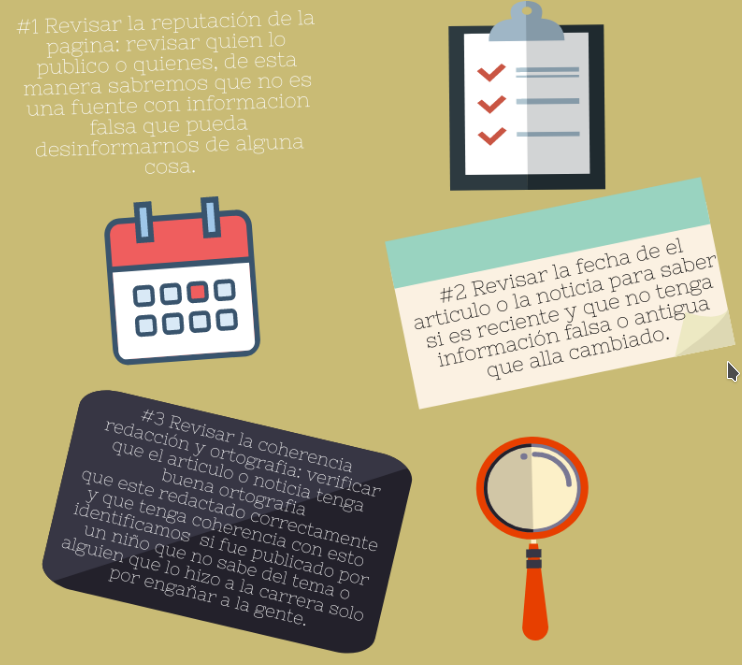 #1 Revisar la reputación de la
pagina: revisar quien lo
publico o quienes, de esta
manera sabremos que no es
una fuente con informacion
falsa que pueda
desinformarnos de alguna
cosa.
#2 Revisar la fecha de el
articulo o la noticia para saber
si es reciente y que no tenga
información falsa o antigua
que alla cambiado.
#3 Revisar la coherencia
redacción y ortografía: verificar
que el articulo o noticia tenga
buena ortografía
que este redactado correctamente
y que tenga coherencia con esto
identificamos si fue publicado por
un niño que no sabe del tema o
alguien que lo hizo a la carrera solo
por engañar a la gente.